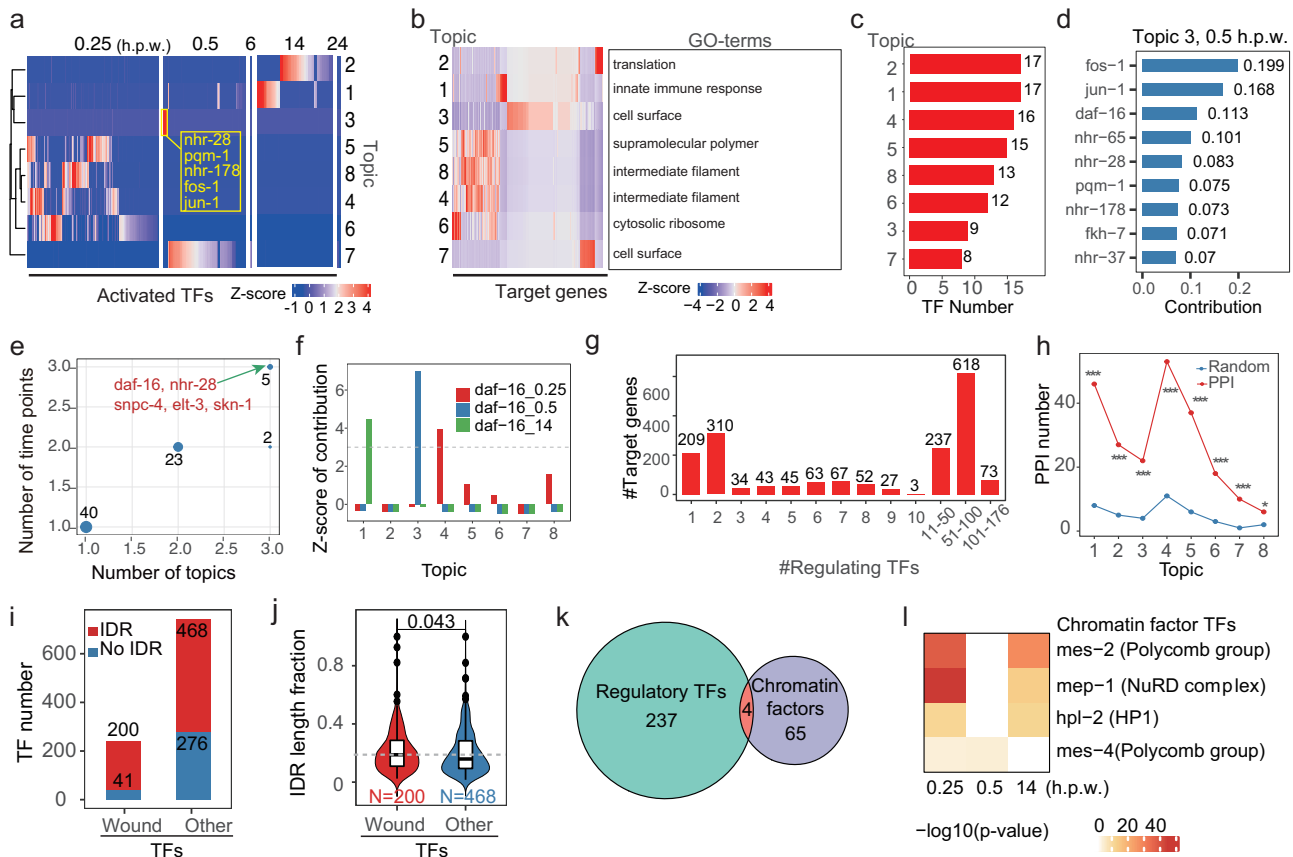 a
0.25 (h.p.w.) 0.5 6 14 24
2
1
3
5
8
4
6
7
Topic
nhr-28
pqm-1
nhr-178
fos-1
jun-1
Activated TFs
Z-score
-1 0 1 2 3 4
b
Topic
GO-terms
2 translation
1 innate immune response
3 cell surface
5 supramolecular polymer
8 intermediate filament
4 intermediate filament
6 cytosolic ribosome
7 cell surface
Target genes
Z-score
−4 −2 0 2 4
c
Topic
2 17
1 17
4 16
5 15
8 13
6 12
3 9
7 8
0 5 10 15
TF Number
d
Topic 3, 0.5 h.p.w.
fos−1 0.199
jun−1 0.168
daf−16 0.113
nhr−65 0.101
nhr−28 0.083
pqm−1 0.075
nhr−178 0.073
fkh−7 0.071
nhr−37 0.07
0.0 0.1 0.2
Contribution
e
Number of time points
3.0
2.0
1.0
daf-16, nhr-28
snpc-4, elt-3, skn-1
5
2
23
40
1.0 2.0 3.0
Number of topics
f
Z-score of contribution
6
4
2
0
daf−16_0.25
daf−16_0.5
daf−16_14
1 2 3 4 5 6 7 8
Topic
g
#Target genes
600
400
200
0
209 310 34 43 45 63 67 52 27 3 237 618 73
1 2 3 4 5 6 7 8 9 10 11-50 51-100 101-176
#Regulating TFs
h
PPI number
40
20
0
Random
PPI
*** *** *** *** *** *** *** *
1 2 3 4 5 6 7 8
Topic
i
IDR
No IDR
TF number
600
400
200
0
200
41
468
276
Wound Other
TFs
j
IDR length fraction
0.8
0.4
0
0.043
N=200 N=468
Wound Other
TFs
k
Regulatory TFs
237
4
Chromatin
factors
65
l
Chromatin factor TFs
mes-2 (Polycomb group)
mep-1 (NuRD complex)
hpl-2 (HP1)
mes-4(Polycomb group)
0.25 0.5 14 (h.p.w.)
−log10(p-value)
0 20 40